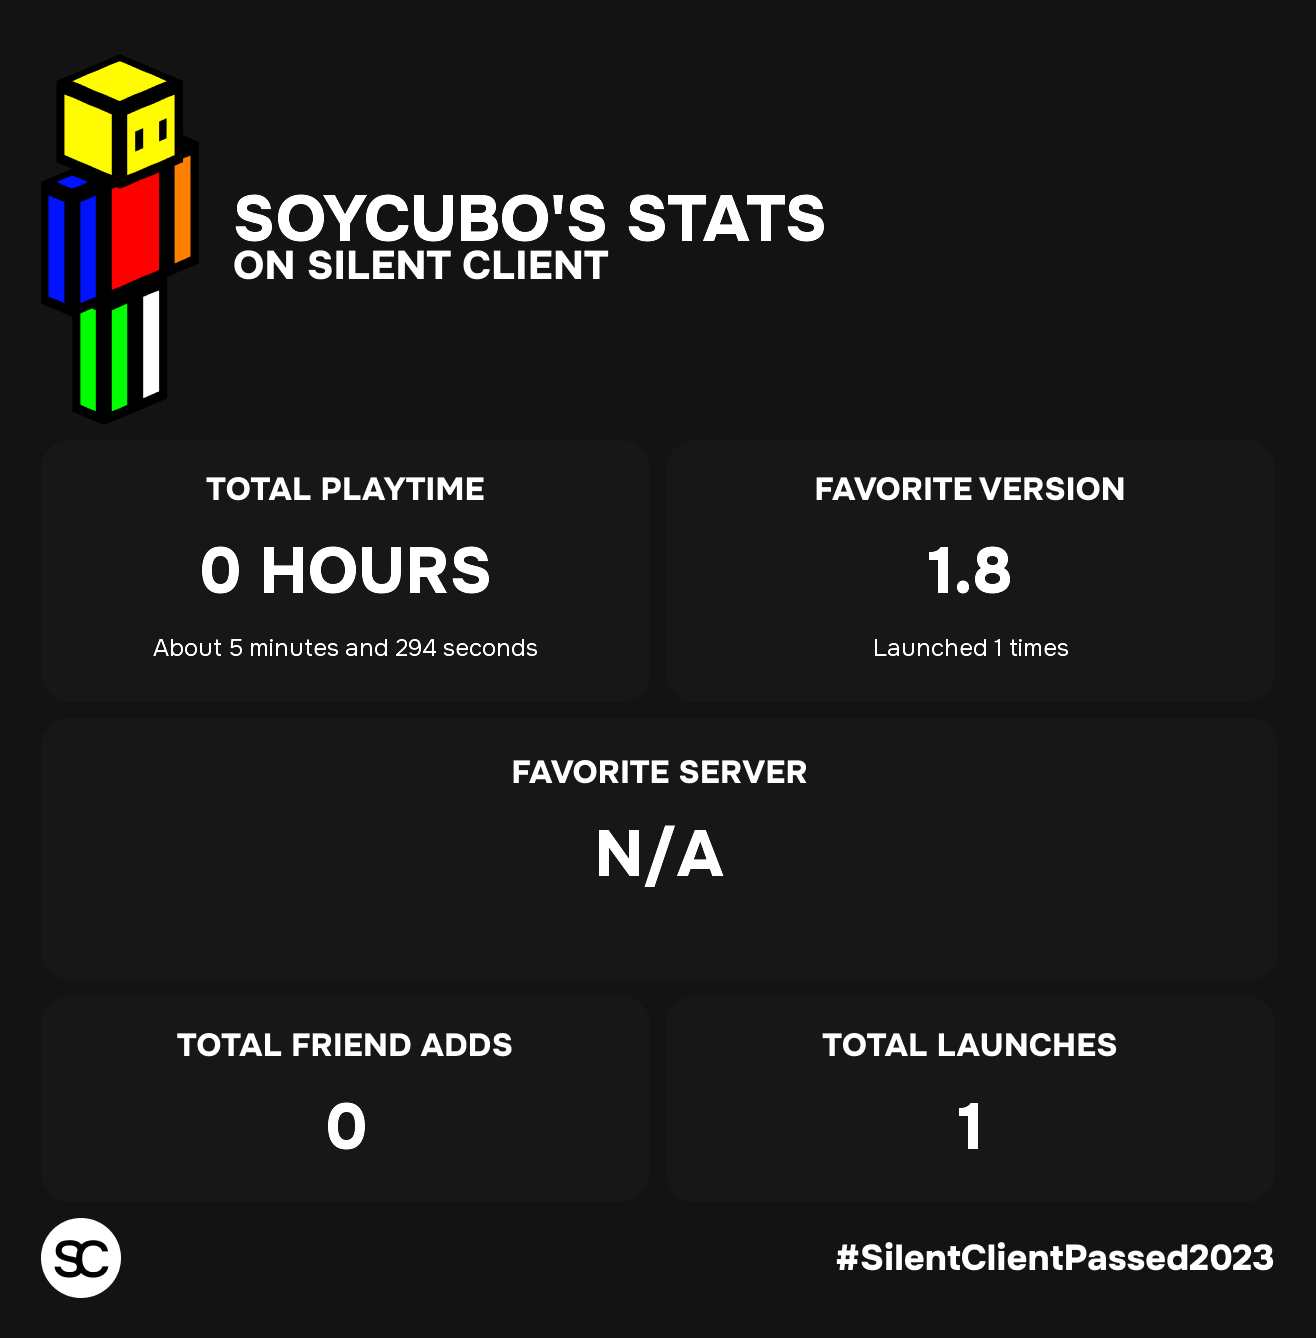 SOYCUBO'S STATS
ON SILENT CLIENT
TOTAL PLAYTIME
0 HOURS
About 5 minutes and 294 seconds
FAVORITE VERSION
1.8
Launched 1 times
FAVORITE SERVER
N/A
TOTAL FRIEND ADDS
0
TOTAL LAUNCHES
1
SC
#SilentClientPassed2023